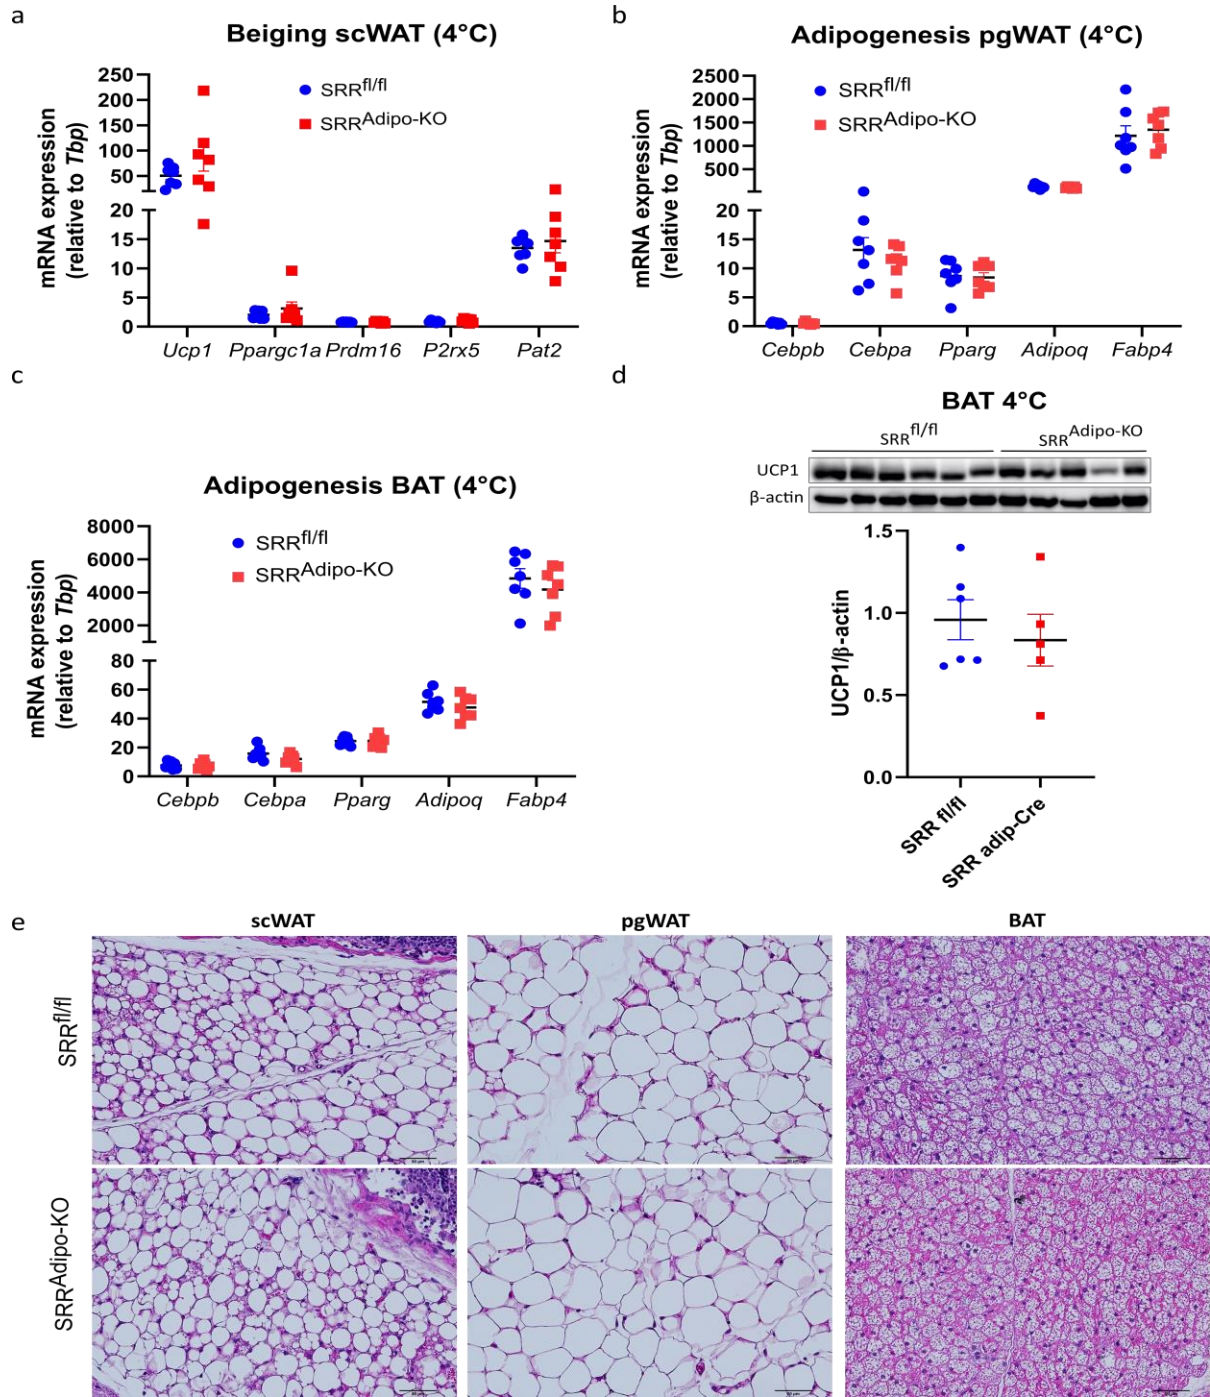 a
Beiging scWAT (4°C)
mRNA expression
(relative to Tbp)
250
200
150
100
50
20
15
10
5
0
SRRfl/fl
SRRAdipo-KO
Ucp1 Ppargc1a Prdm16 P2rx5 Pat2
b
Adipogenesis pgWAT (4°C)
mRNA expression
(relative to Tbp)
2500
2000
1500
1000
500
20
15
10
5
0
SRRfl/fl
SRRAdipo-KO
Cebpb Cebpa Pparg Adipoq Fabp4
c
Adipogenesis BAT (4°C)
mRNA expression
(relative to Tbp)
8000
6000
4000
2000
80
60
40
20
0
SRRfl/fl
SRRAdipo-KO
Cebpb Cebpa Pparg Adipoq Fabp4
d
BAT 4°C
SRRfl/fl SRRAdipo-KO
UCP1
β-actin
UCP1/β-actin
1.5
1.0
0.5
0.0
SRR fl/fl
SRR adip-Cre
e
scWAT pgWAT BAT
SRRfl/fl
SRRAdipo-KO